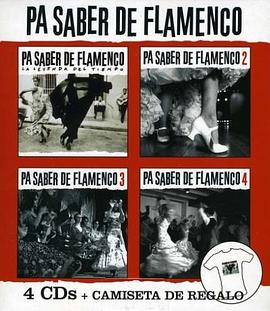 PA SABER DE FLAMENCO
PA SABER DE FLAMENCO
LA LEYENDA DEL TIEMPO
PA SABER DE FLAMENCO 2
PA SABER DE FLAMENCO 3
PA SABER DE FLAMENCO 4
4 CDs + CAMISETA DE REGALO